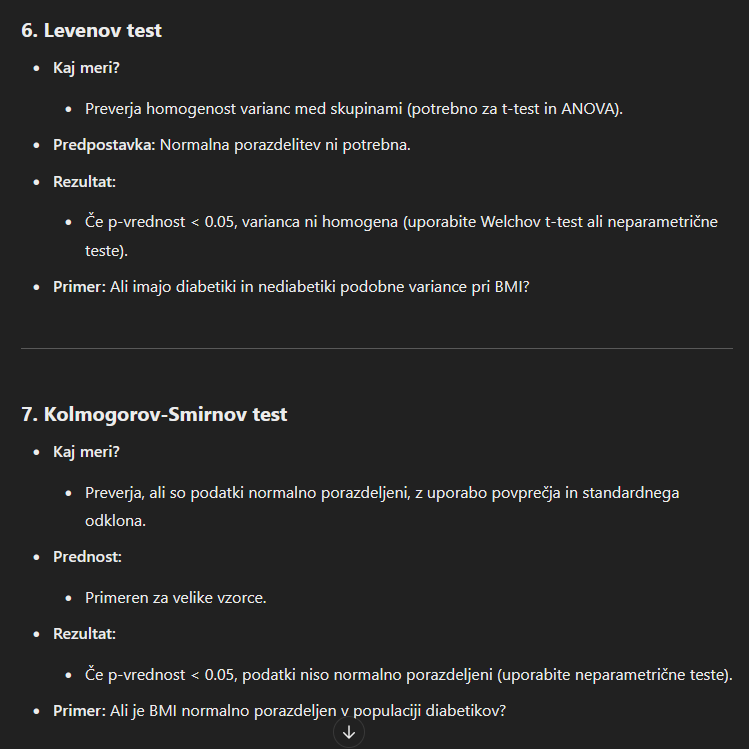 6. Levenov test
• Kaj meri?
• Preverja homogenost varianc med skupinami (potrebno za t-test in ANOVA).
• Predpostavka: Normalna porazdelitev ni potrebna.
• Rezultat:
• Če p-vrednost < 0.05, varianca ni homogena (uporabite Welchov t-test ali neparametrične
teste).
• Primer: Ali imajo diabetiki in nediabetiki podobne variance pri BMI?
7. Kolmogorov-Smirnov test
• Kaj meri?
• Preverja, ali so podatki normalno porazdeljeni, z uporabo povprečja in standardnega
odklona.
• Prednost:
• Primeren za velike vzorce.
• Rezultat:
• Če p-vrednost < 0.05, podatki niso normalno porazdeljeni (uporabite neparametrične teste).
• Primer: Ali je BMI normalno porazdeljen v populaciji diabetikov?